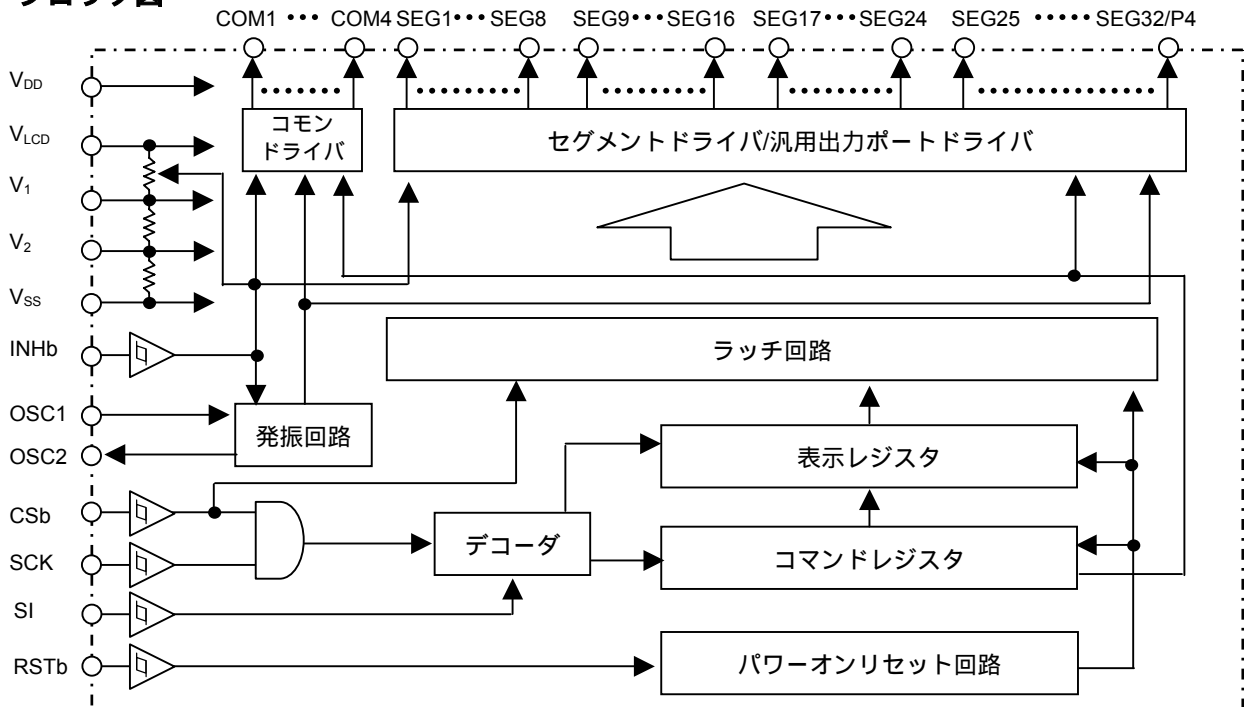 ブロック図
COM1 ••• COM4 SEG1•••SEG8 SEG9•••SEG16 SEG17•••SEG24 SEG25 ••••• SEG32/P4
VDD
VLCD
V1
V2
VSS
INHb
OSC1
OSC2
CSb
SCK
SI
RSTb
コモン
ドライバ
セグメントドライバ/汎用出力ポートドライバ
ラッチ回路
発振回路
表示レジスタ
デコーダ
コマンドレジスタ
パワーオンリセット回路